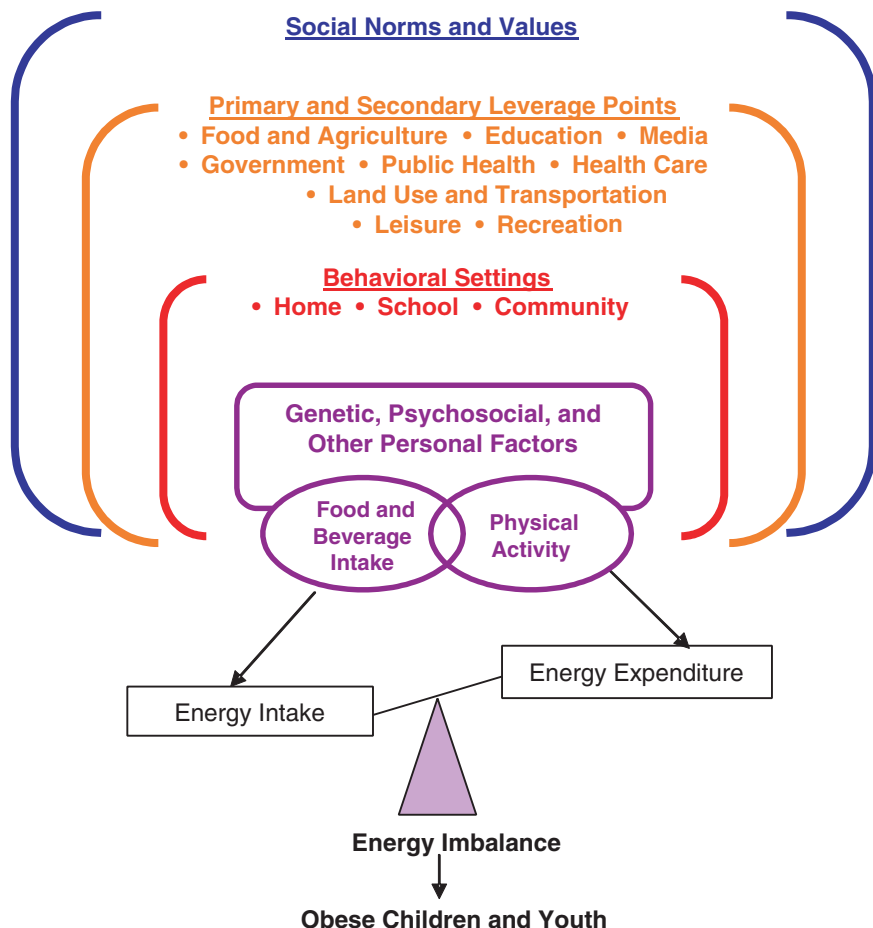 Social Norms and Values
Primary and Secondary Leverage Points
• Food and Agriculture • Education • Media
• Government • Public Health • Health Care
• Land Use and Transportation
• Leisure • Recreation
Behavioral Settings
• Home • School • Community
Genetic, Psychosocial, and
Other Personal Factors
Food and
Beverage
Intake
Physical
Activity
Energy Expenditure
Energy Intake
Energy Imbalance
Obese Children and Youth